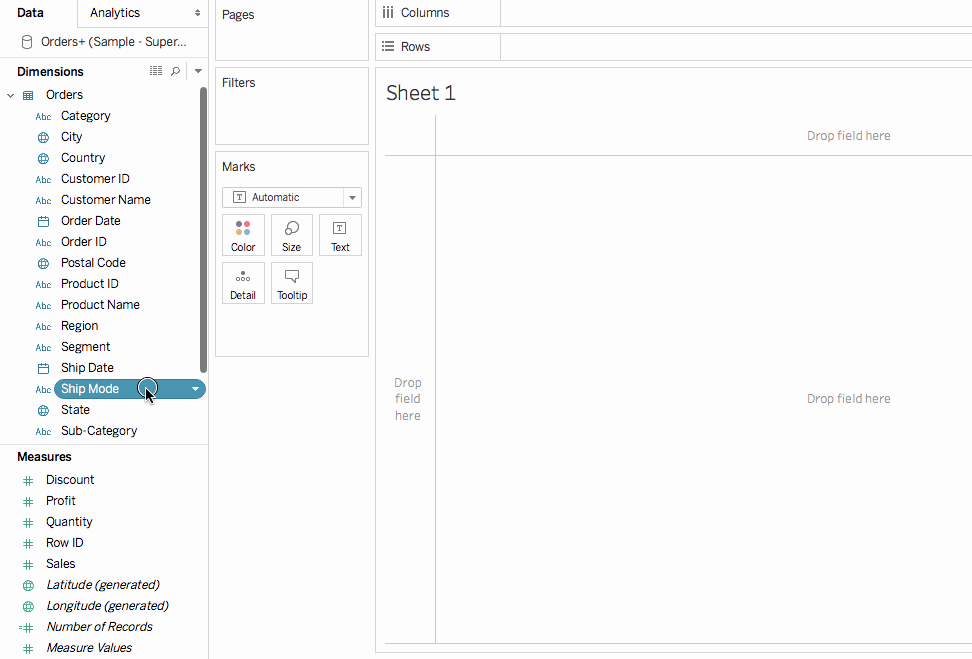 Data
Analytics
Orders+ (Sample - Super...
Dimensions
Orders
Abc Category
City
Country
Abc Customer ID
Abc Customer Name
Order Date
Abc Order ID
Postal Code
Abc Product ID
Abc Product Name
Abc Region
Abc Segment
Ship Date
Abc Ship Mode
State
Abc Sub-Category
Measures
# Discount
# Profit
# Quantity
# Row ID
# Sales
Latitude (generated)
Longitude (generated)
=# Number of Records
# Measure Values
Pages
Filters
Marks
T Automatic
Color
Size
T
Text
Detail
Tooltip
Columns
Rows
Sheet 1
Drop field here
Drop
field
here
Drop field here